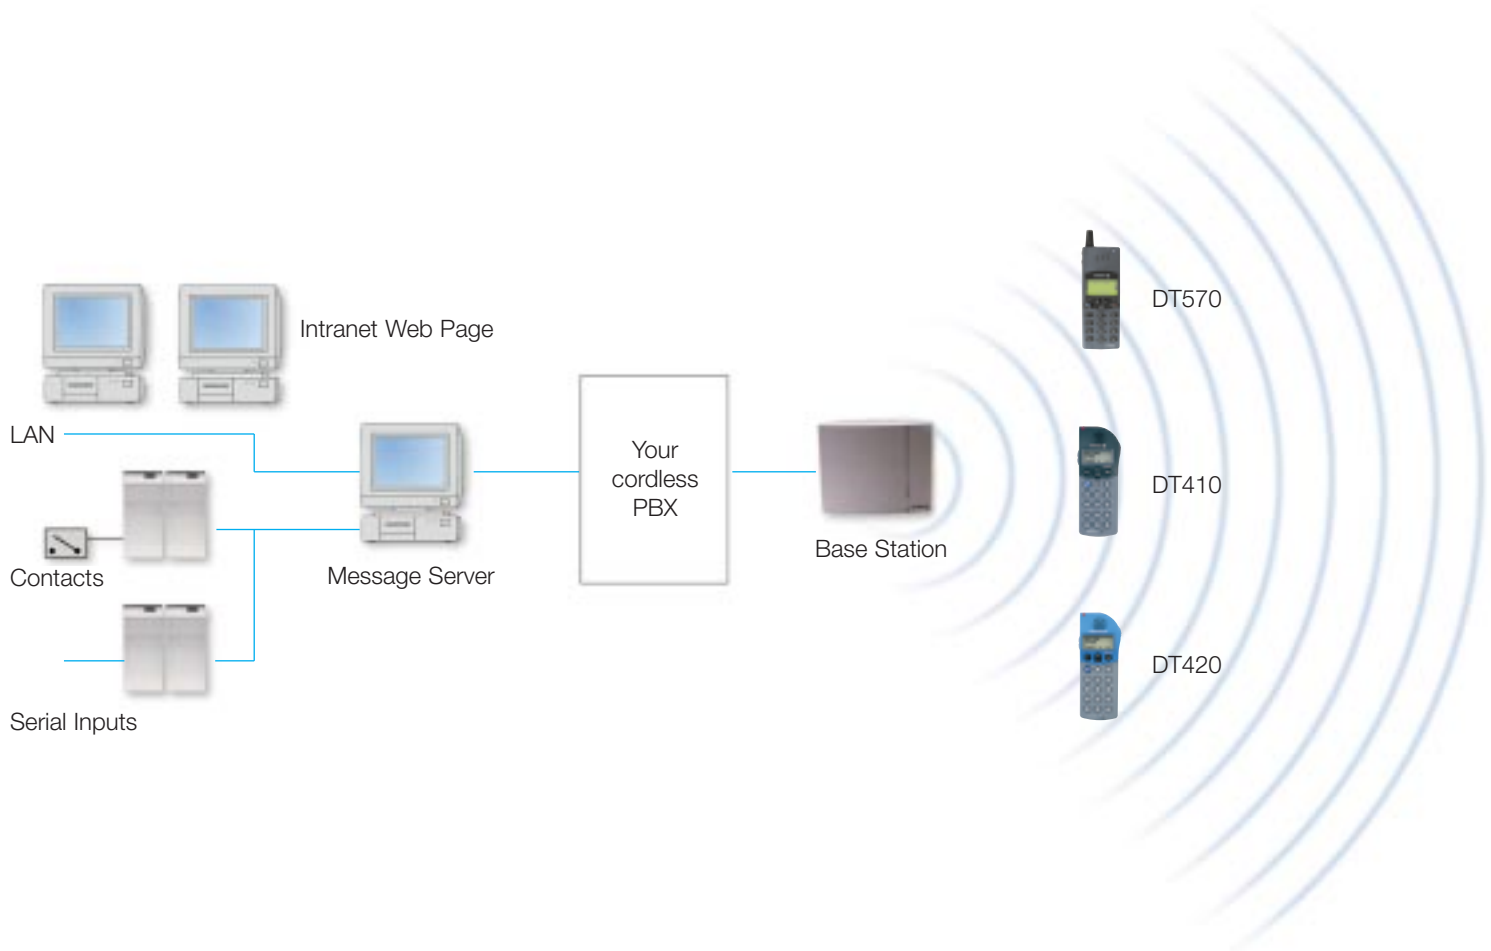 Intranet Web Page
LAN
Contacts
Serial Inputs
Message Server
Your
cordless
PBX
Base Station
DT570
DT410
DT420